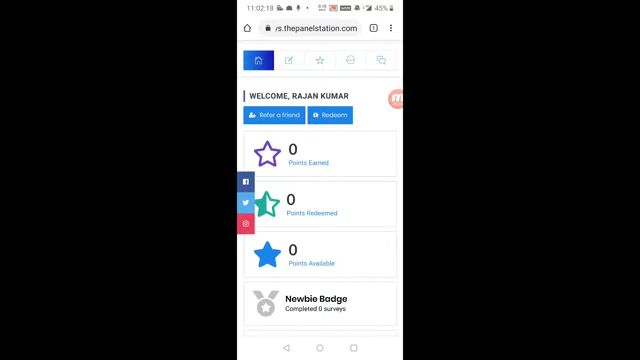 11:02:18
45%
/s.thepanelstation.com
WELCOME, RAJAN KUMAR
Refer a friend
Redeem
0
Points Earned
0
Points Redeemed
0
Points Available
Newbie Badge
Completed 0 surveys